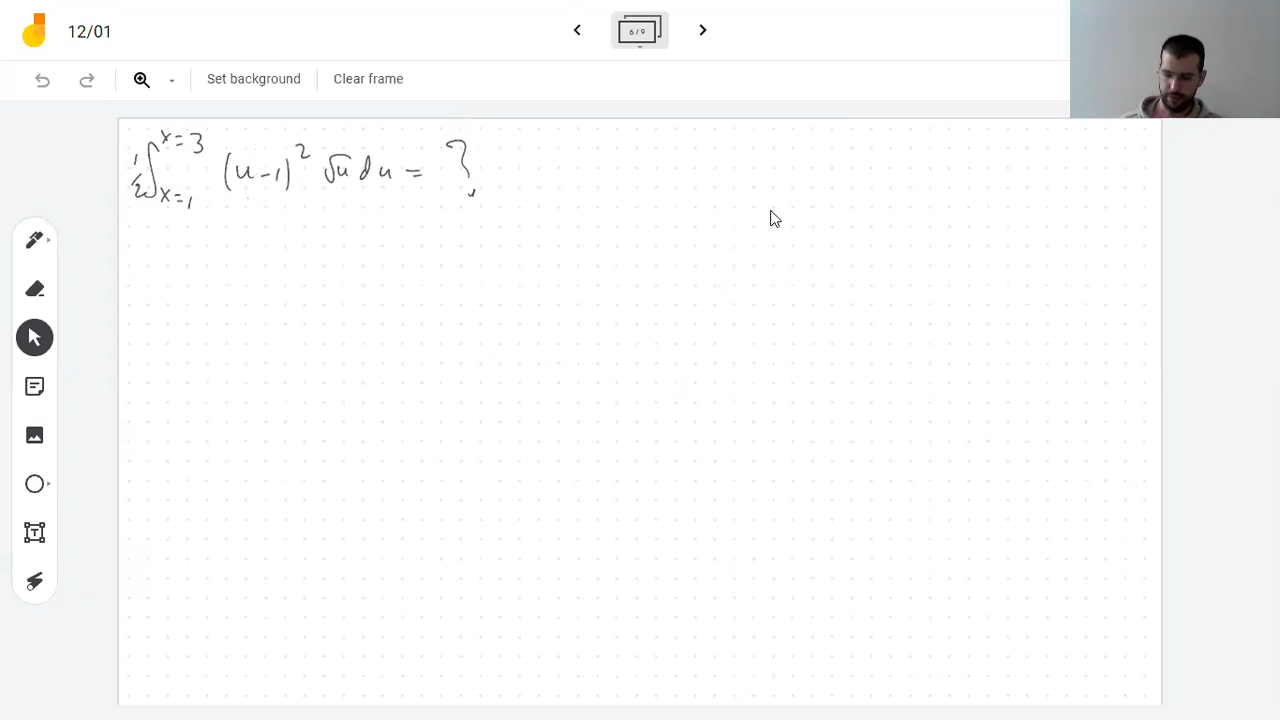 12/01
6 / 9
Set background
Clear frame
1/2 ∫_{x=1}^{x=3} (u-1)^2 √u du = ?
T